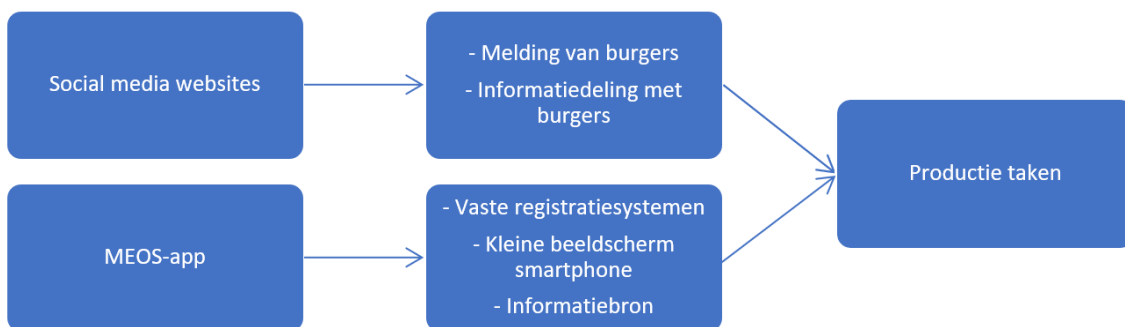 Social media websites
- Melding van burgers
- Informatiedeling met
burgers
Productie taken
MEOS-app
- Vaste registratiesystemen
- Kleine beeldscherm
smartphone
- Informatiebron